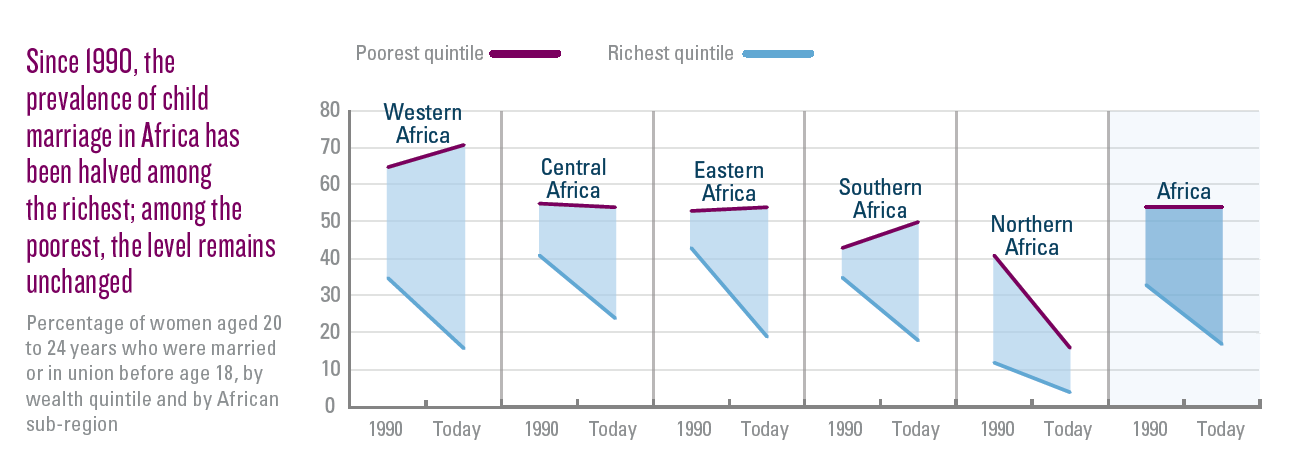 Since 1990, the
prevalence of child
marriage in Africa has
been halved among
the richest; among the
poorest, the level remains
unchanged
Percentage of women aged 20
to 24 years who were married
or in union before age 18, by
wealth quintile and by African
sub-region
Poorest quintile
Richest quintile
80
70
60
50
40
30
20
10
0
Western
Africa
Central
Africa
Eastern
Africa
Southern
Africa
Northern
Africa
Africa
1990 Today 1990 Today 1990 Today 1990 Today 1990 Today 1990 Today